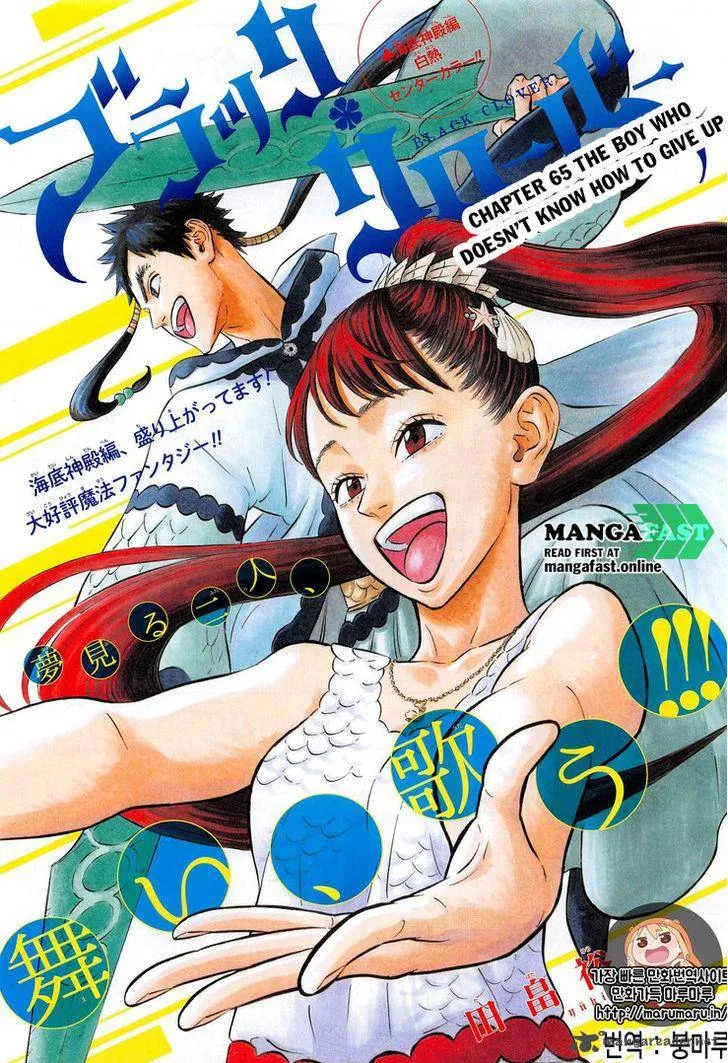 海底神殿編
白熱
センターカラー!!
ブラッククローバー
BLACK CLOVER
CHAPTER 65 THE BOY WHO
DOESN'T KNOW HOW TO GIVE UP
海底神殿編、盛り上がってます!
大好評魔法ファンタジー!!
MANGAFAST
READ FIRST AT
mangafast.online
夢見る二人、
舞い、歌う!!!
田畠裕
가장 빠른 만화번역사이트
만화가득 마루마루
http://marumaru.in/
번역 : 붕마루